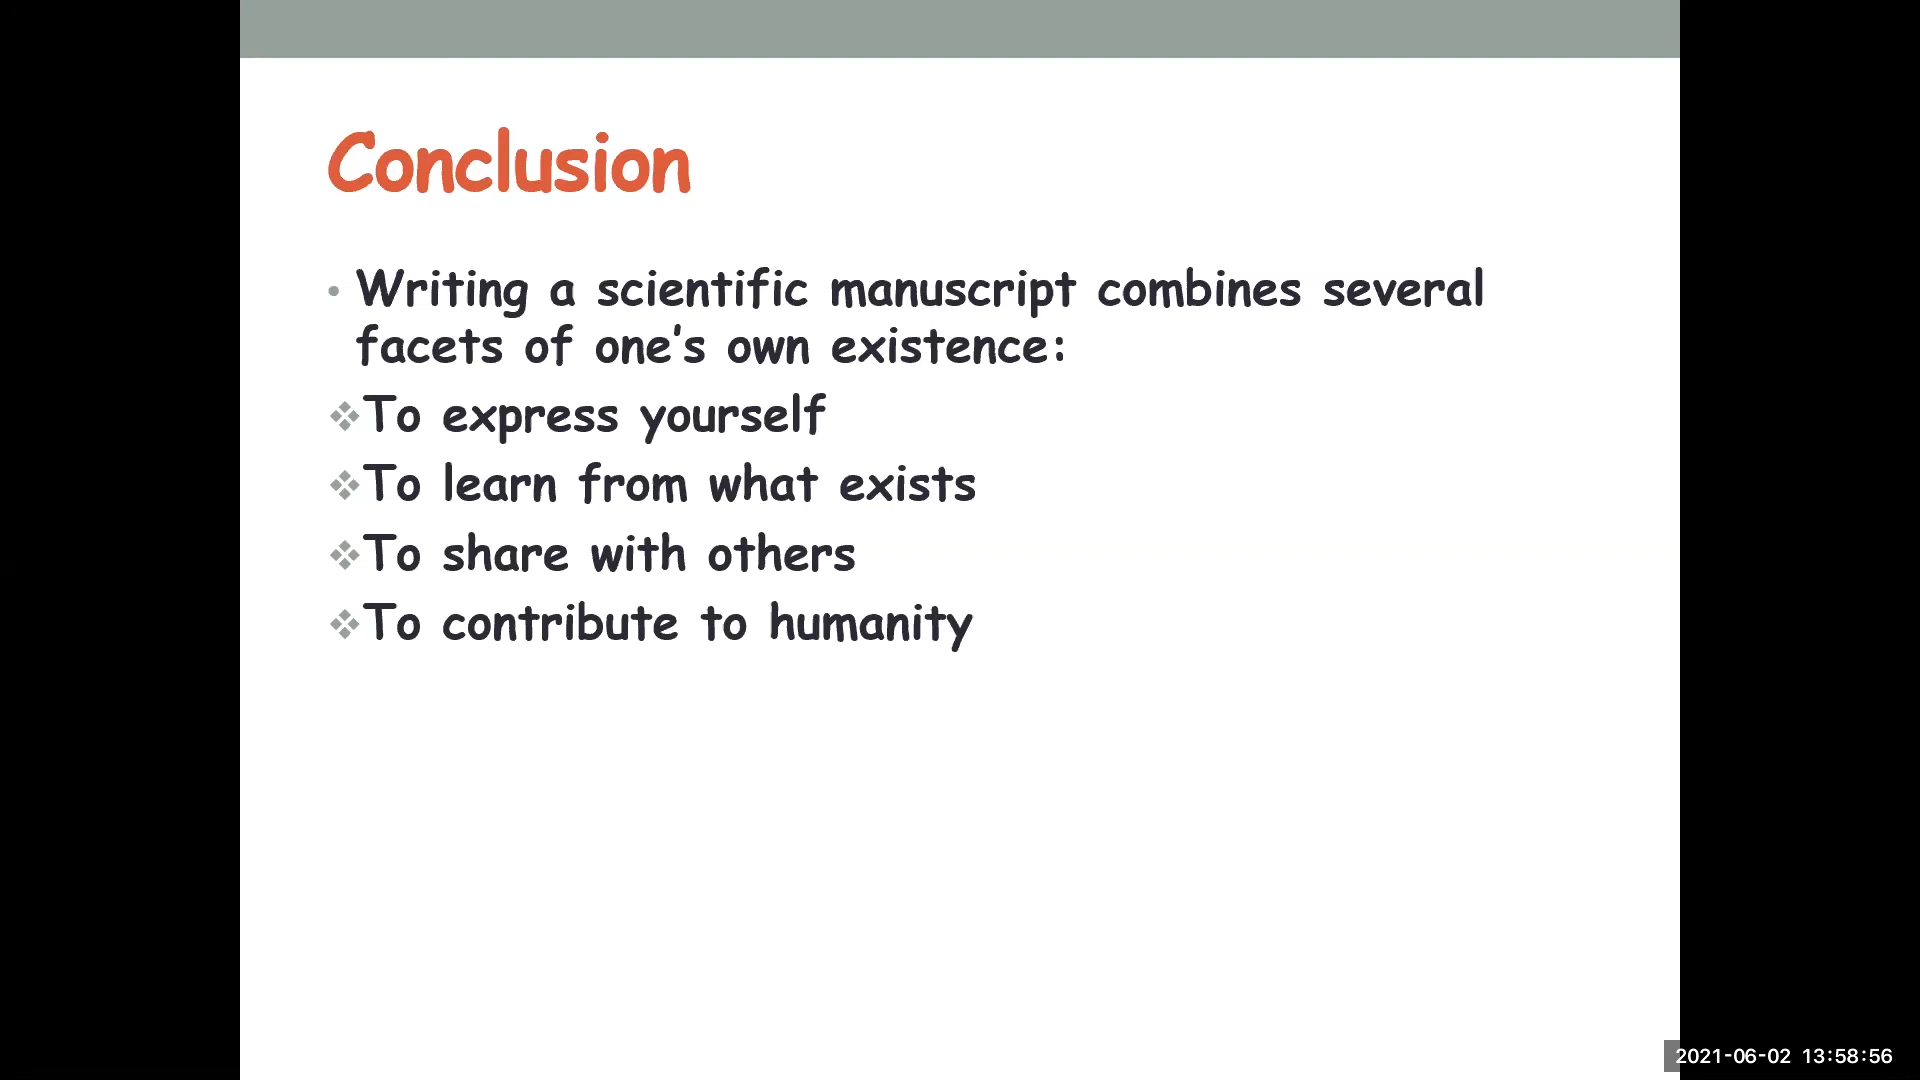 Conclusion
• Writing a scientific manuscript combines several
facets of one's own existence:
❖To express yourself
❖To learn from what exists
❖To share with others
❖To contribute to humanity
2021-06-02 13:58:56